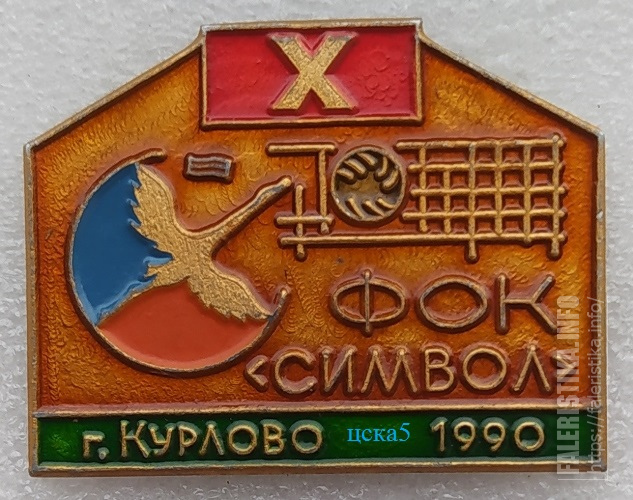 X
ФОК
<СИМВОЛ
г. КУРЛОВО цска5 1990
FALERISTIKA.INFO
https://faleristika.info/